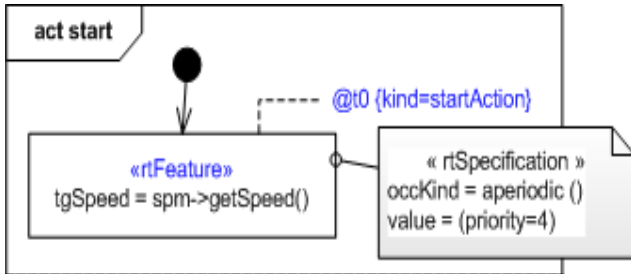 act start
@t0 {kind=startAction}
«rtFeature»
tgSpeed = spm->getSpeed()
« rtSpecification »
occKind = aperiodic ()
value = (priority=4)